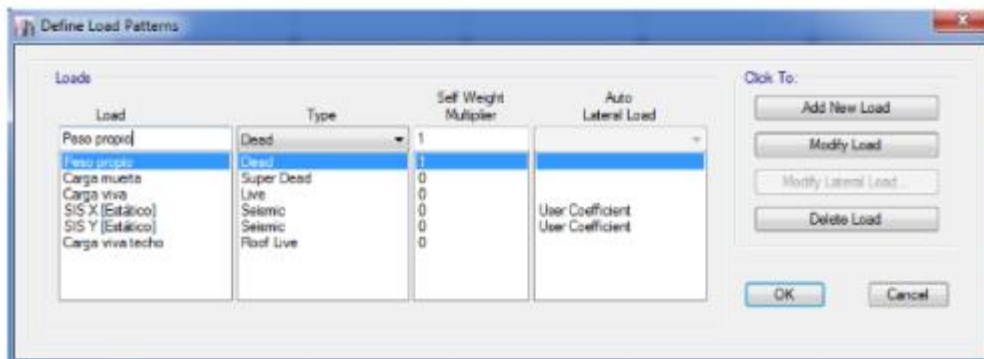 Define Load Patterns
Loads
Click To:
Load Type Self Weight Multiplier Auto Lateral Load
Peso propio Dead 1
Peso propio Dead 1
Carga muerta Super Dead 0
Carga viva Live 0
SIS X [Estático] Seismic 0 User Coefficient
SIS Y [Estático] Seismic 0 User Coefficient
Carga viva techo Roof Live 0
Add New Load
Modify Load
Modify Lateral Load...
Delete Load
OK
Cancel